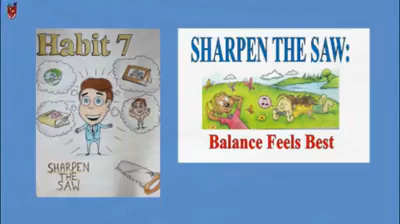 Habit 7
SHARPEN
THE
SAW
SHARPEN THE SAW:
Balance Feels Best